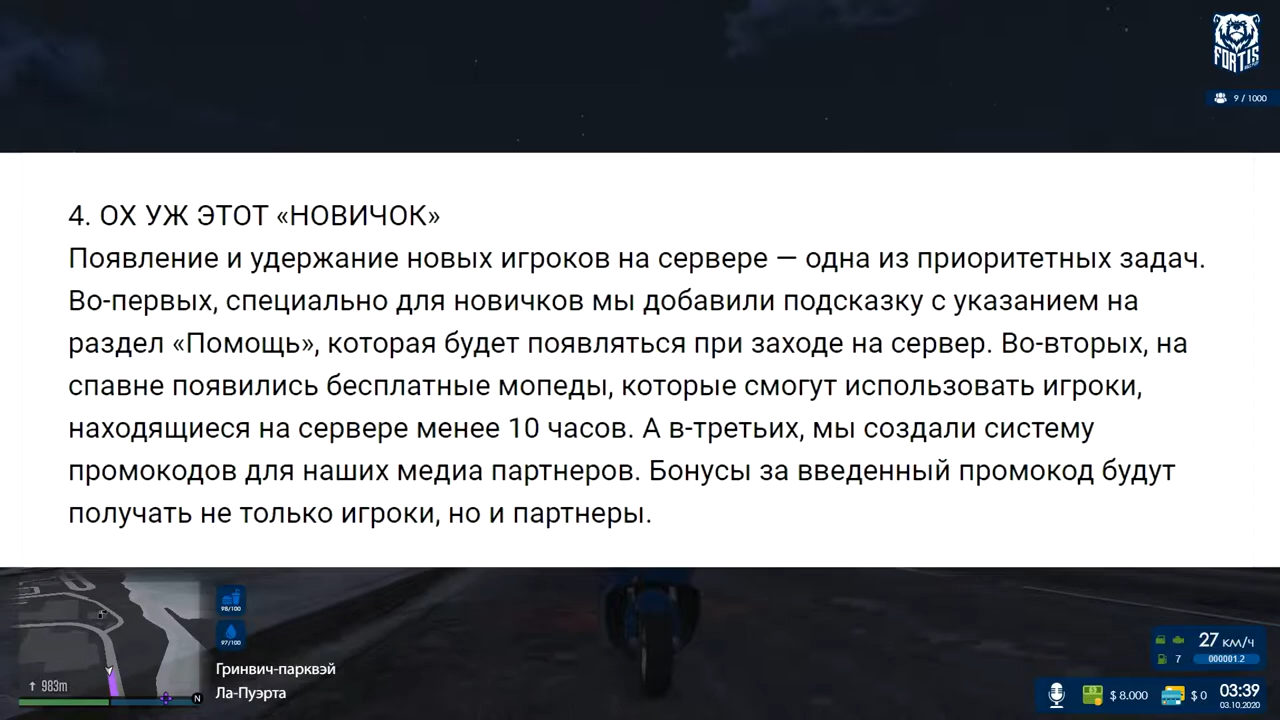 FORTIS
9 / 1000
4. ОХ УЖ ЭТОТ «НОВИЧОК»
Появление и удержание новых игроков на сервере — одна из приоритетных задач.
Во-первых, специально для новичков мы добавили подсказку с указанием на
раздел «Помощь», которая будет появляться при заходе на сервер. Во-вторых, на
спавне появились бесплатные мопеды, которые смогут использовать игроки,
находящиеся на сервере менее 10 часов. А в-третьих, мы создали систему
промокодов для наших медиа партнеров. Бонусы за введенный промокод будут
получать не только игроки, но и партнеры.
98/100
97/100
Гринвич-парквэй
Ла-Пуэрта
↑ 983m
N
27 км/ч
7 000001.2
$ 8.000 $ 0 03:39
03.10.2020